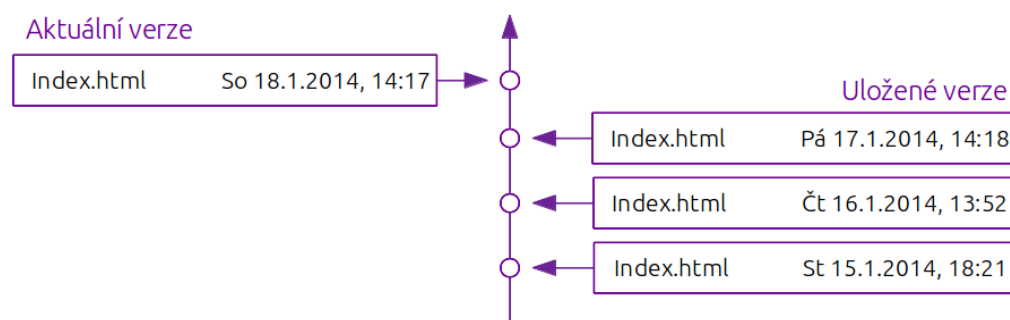 Aktuální verze
Index.html So 18.1.2014, 14:17
Uložené verze
Index.html Pá 17.1.2014, 14:18
Index.html Čt 16.1.2014, 13:52
Index.html St 15.1.2014, 18:21